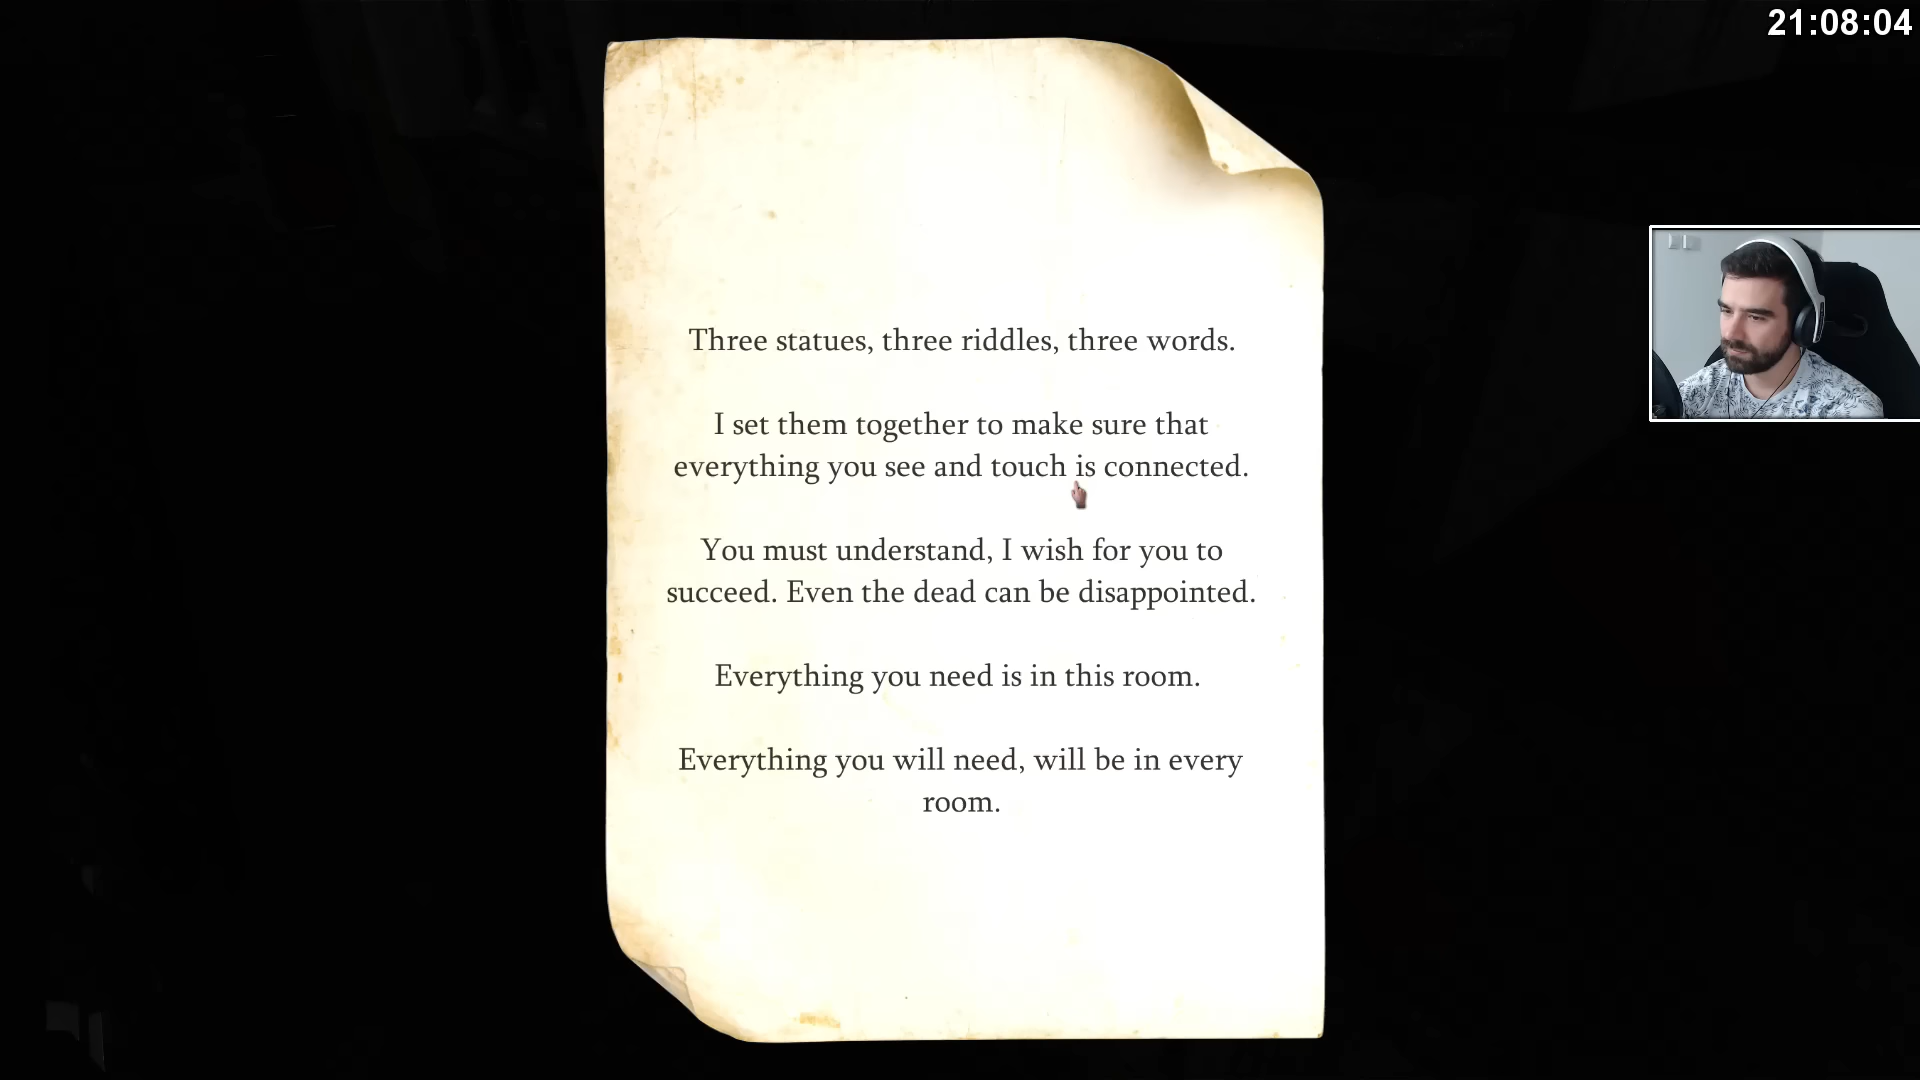 21:08:04
Three statues, three riddles, three words.
I set them together to make sure that
everything you see and touch is connected.
You must understand, I wish for you to
succeed. Even the dead can be disappointed.
Everything you need is in this room.
Everything you will need, will be in every
room.